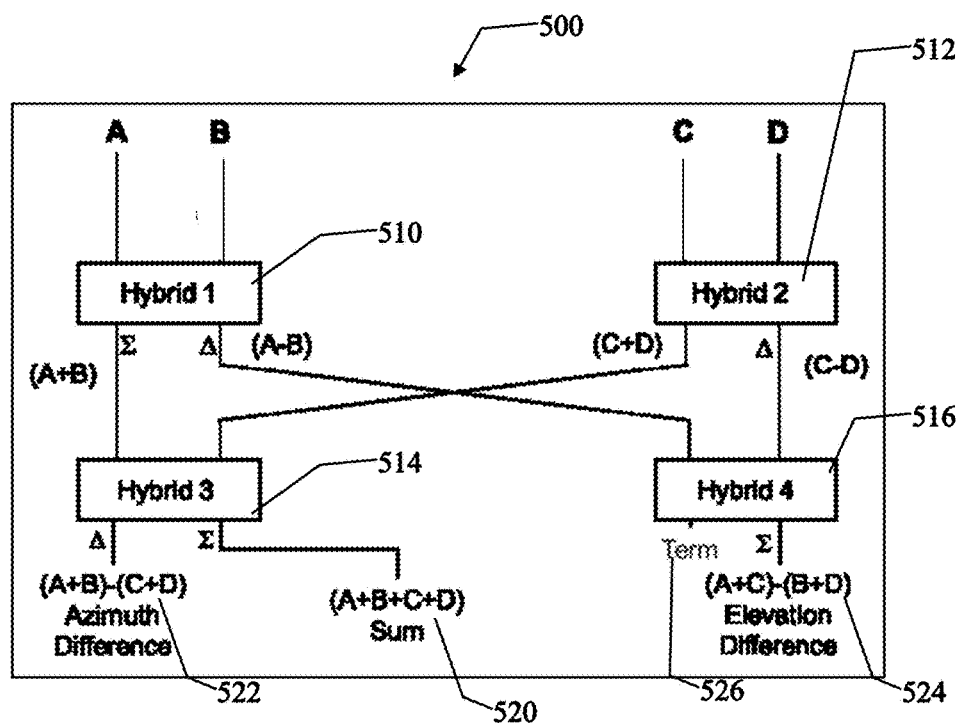 500
512
A B C D
510
Hybrid 1 Hybrid 2
Σ Δ (A-B) (C+D) Δ
(A+B) (C-D)
516
514
Hybrid 3 Hybrid 4
Δ Σ Term Σ
(A+B)-(C+D) (A+B+C+D) (A+C)-(B+D)
Azimuth Sum Elevation
Difference Difference
522 520 526 524